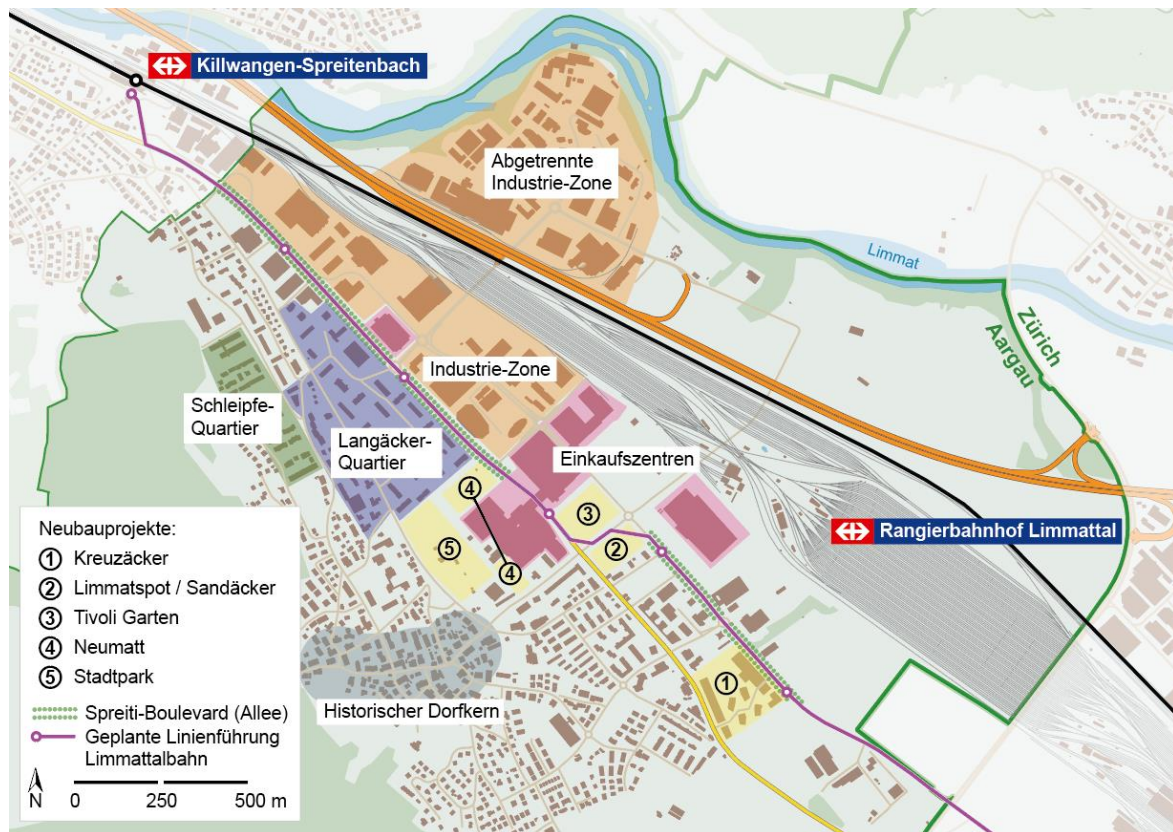 Killwangen-Spreitenbach
Abgetrennte
Industrie-Zone
Limmat
Zürich
Aargau
Industrie-Zone
Schleipfe-
Quartier
Langäcker-
Quartier
Einkaufszentren
4
3
5
2
4
Rangierbahnhof Limmattal
1
Historischer Dorfkern
Neubauprojekte:
1 Kreuzäcker
2 Limmatspot / Sandäcker
3 Tivoli Garten
4 Neumatt
5 Stadtpark
Spreiti-Boulevard (Allee)
Geplante Linienführung
Limmattalbahn
N 0 250 500 m